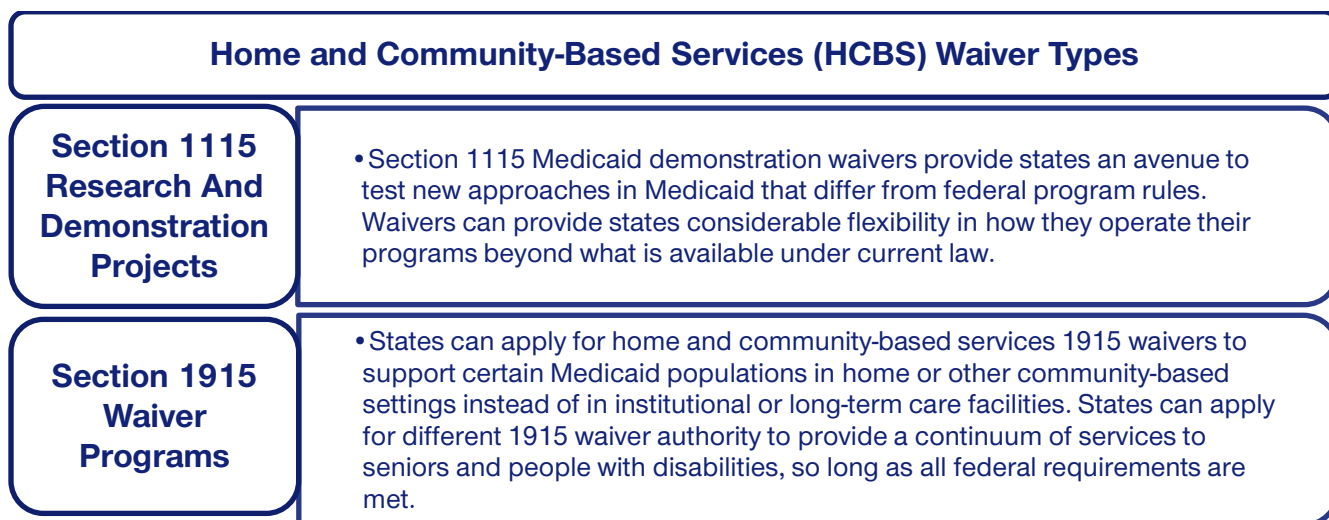 Home and Community-Based Services (HCBS) Waiver Types
Section 1115
Research And
Demonstration
Projects
•Section 1115 Medicaid demonstration waivers provide states an avenue to
test new approaches in Medicaid that differ from federal program rules.
Waivers can provide states considerable flexibility in how they operate their
programs beyond what is available under current law.
Section 1915
Waiver
Programs
•States can apply for home and community-based services 1915 waivers to
support certain Medicaid populations in home or other community-based
settings instead of in institutional or long-term care facilities. States can apply
for different 1915 waiver authority to provide a continuum of services to
seniors and people with disabilities, so long as all federal requirements are
met.